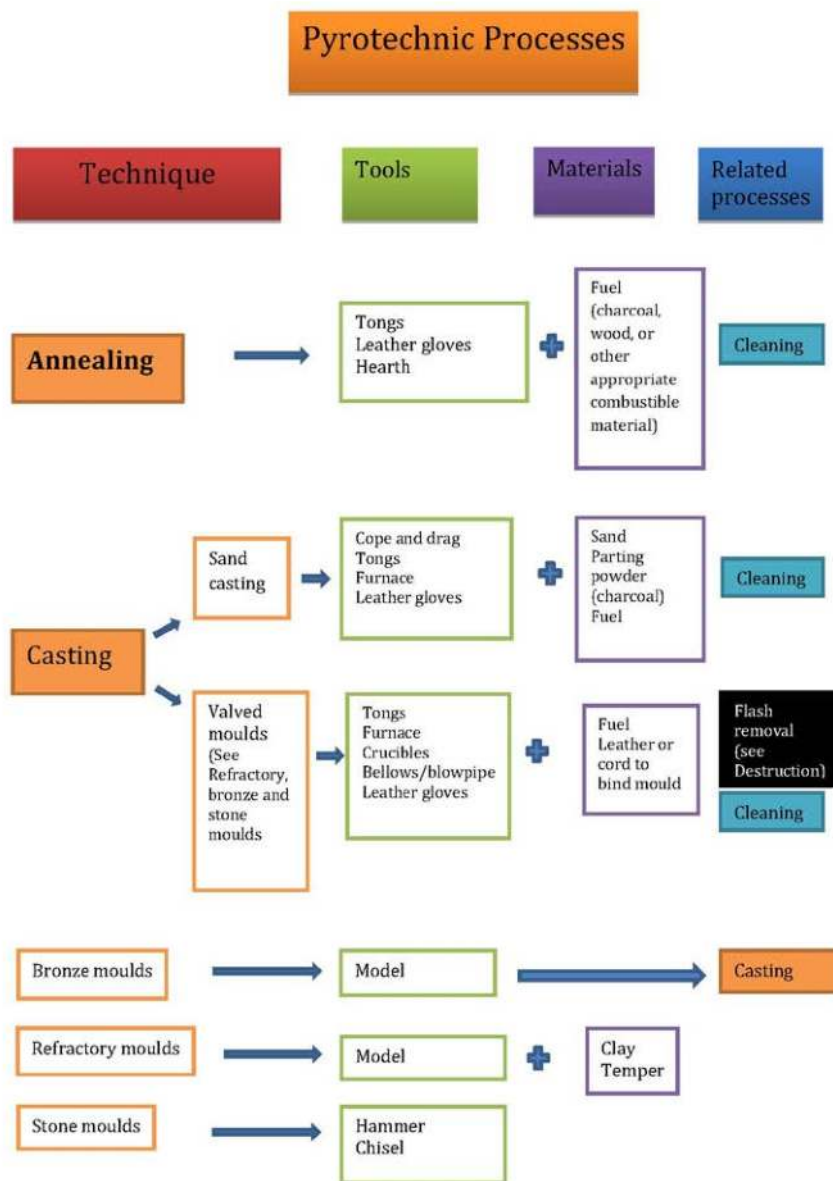 Pyrotechnic Processes
Technique
Tools
Materials
Related
processes
Annealing
Tongs
Leather gloves
Hearth
Fuel
(charcoal,
wood, or
other
appropriate
combustible
material)
Cleaning
Casting
Sand
casting
Cope and drag
Tongs
Furnace
Leather gloves
Sand
Parting
powder
(charcoal)
Fuel
Cleaning
Valved
moulds
(See
Refractory,
bronze and
stone
moulds
Tongs
Furnace
Crucibles
Bellows/blowpipe
Leather gloves
Fuel
Leather or
cord to
bind mould
Flash
removal
(see
Destruction)
Cleaning
Bronze moulds
Model
Casting
Refractory moulds
Model
Clay
Temper
Stone moulds
Hammer
Chisel